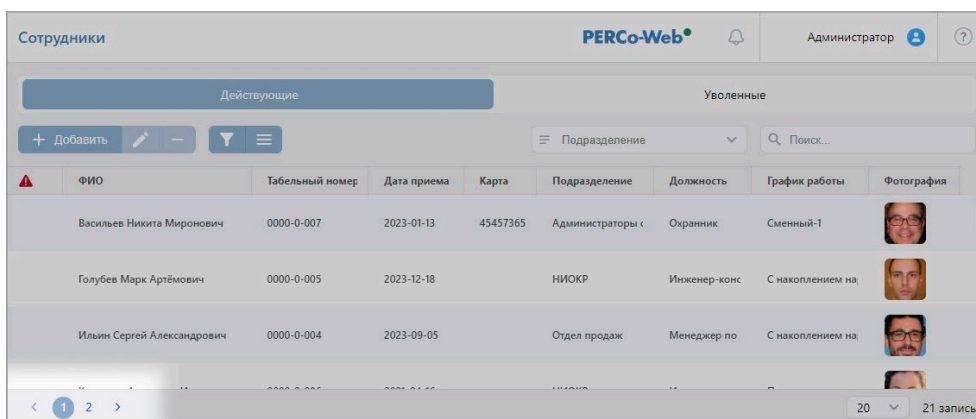 Сотрудники PERCo-Web Администратор ?
Действующие Уволенные
+ Добавить Подразделение Поиск...
ФИО Табельный номер Дата приема Карта Подразделение Должность График работы Фотография
Васильев Никита Миронович 0000-0-007 2023-01-13 45457365 Администраторы с Охранник Сменный-1
Голубев Марк Артёмович 0000-0-005 2023-12-18 НИОКР Инженер-конс С накоплением на
Ильин Сергей Александрович 0000-0-004 2023-09-05 Отдел продаж Менеджер по С накоплением на
< 1 2 > 20 21 запись